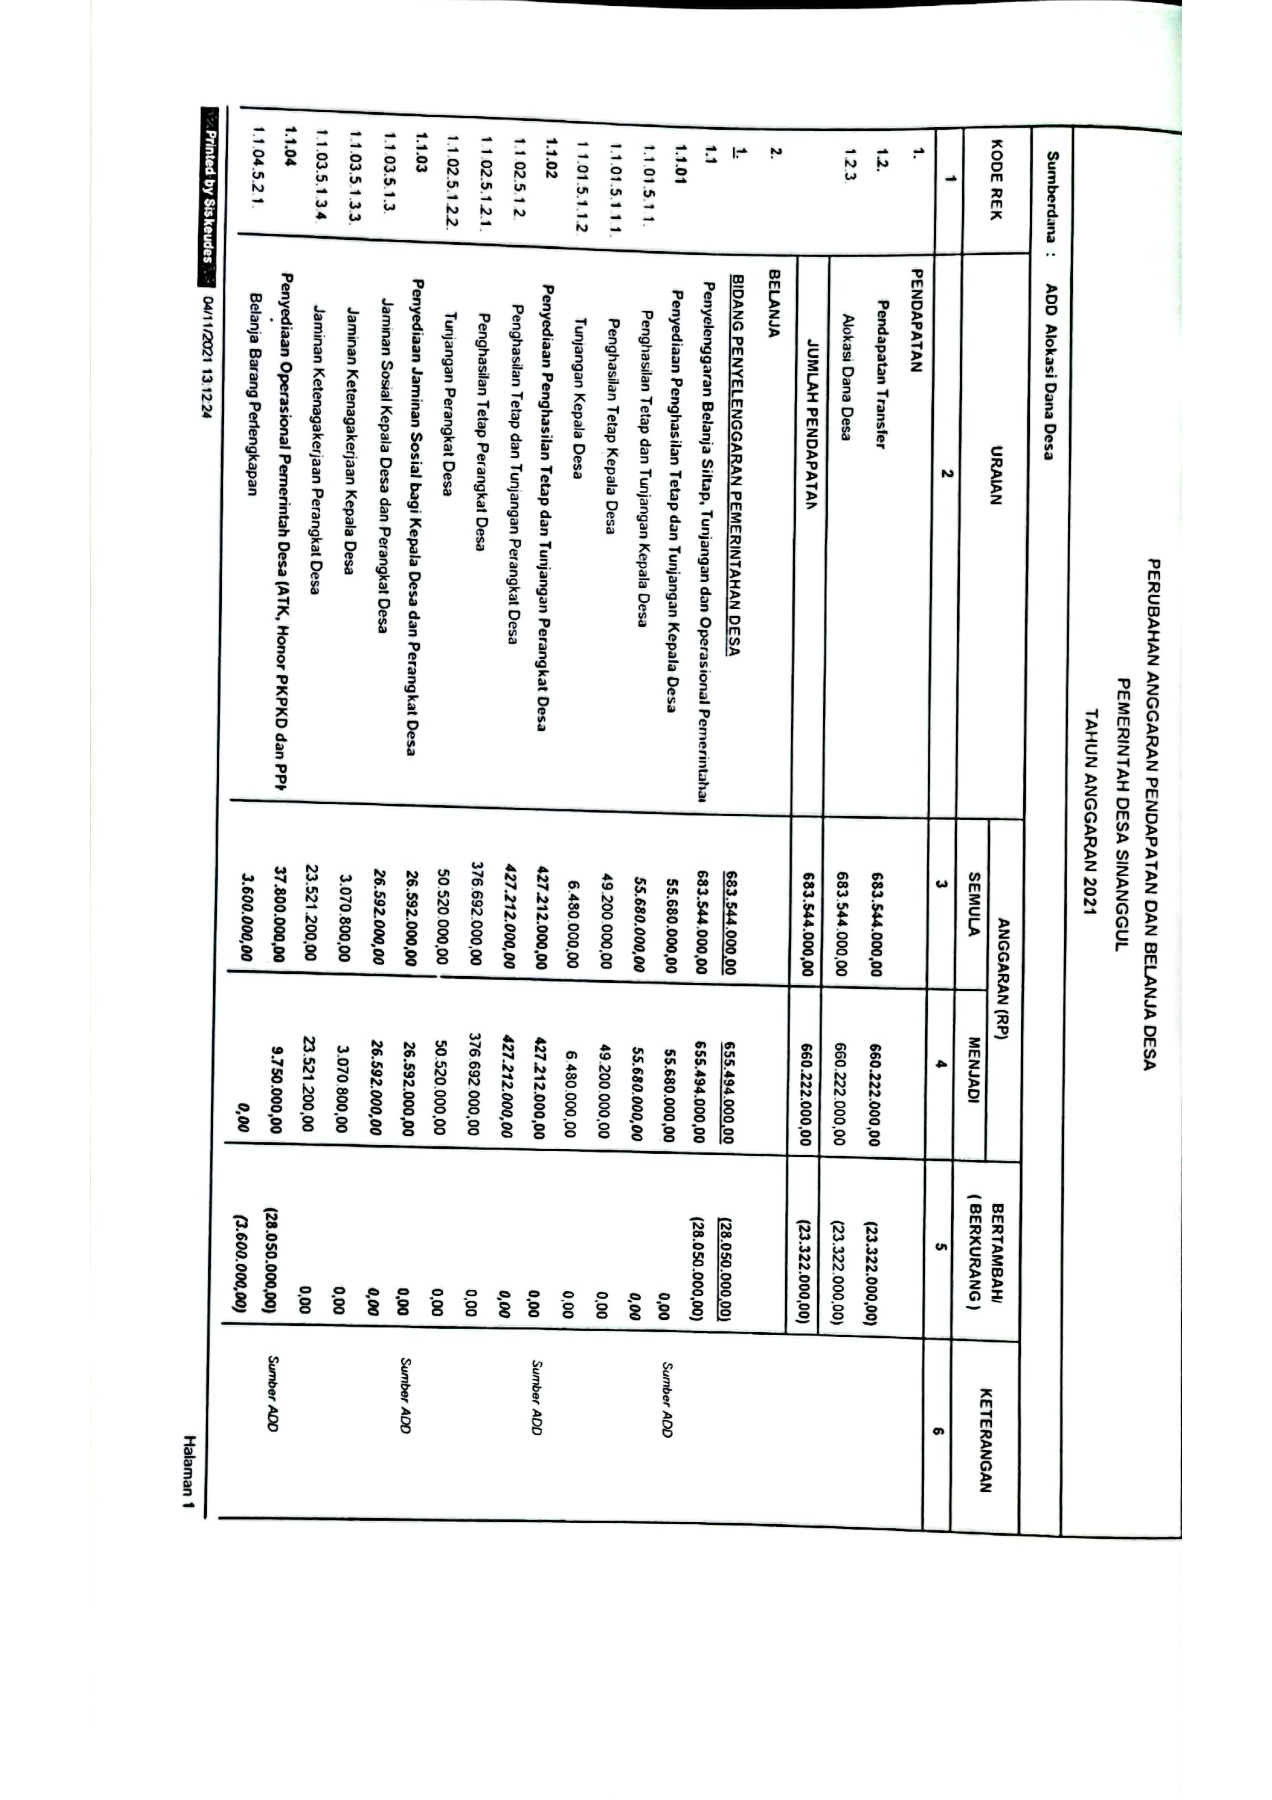 PERUBAHAN ANGGARAN PENDAPATAN DAN BELANJA DESA
PEMERINTAH DESA SINANGGUL
TAHUN ANGGARAN 2021
Sumberdana : ADD Alokasi Dana Desa
KODE REK URAIAN ANGGARAN (RP) BERTAMBAH/ KETERANGAN
SEMULA MENJADI ( BERKURANG )
1 2 3 4 5 6
1. PENDAPATAN
1.2. Pendapatan Transfer 683.544.000,00 660.222.000,00 (23.322.000,00)
1.2.3. Alokasi Dana Desa 683.544.000,00 660.222.000,00 (23.322.000,00)
JUMLAH PENDAPATAN 683.544.000,00 660.222.000,00 (23.322.000,00)
2. BELANJA
1. BIDANG PENYELENGGARAN PEMERINTAHAN DESA 683.544.000,00 655.494.000,00 (28.050.000,00)
1.1 Penyelenggaran Belanja Siltap, Tunjangan dan Operasional Pemerintahan 683.544.000,00 655.494.000,00 (28.050.000,00)
1.1.01 Penyediaan Penghasilan Tetap dan Tunjangan Kepala Desa 55.680.000,00 55.680.000,00 0,00 Sumber ADD
1.1.01.5.1.1. Penghasilan Tetap dan Tunjangan Kepala Desa 55.680.000,00 55.680.000,00 0,00
1.1.01.5.1.1.1. Penghasilan Tetap Kepala Desa 49.200.000,00 49.200.000,00 0,00
1.1.01.5.1.1.2 Tunjangan Kepala Desa 6.480.000,00 6.480.000,00 0,00
1.1.02 Penyediaan Penghasilan Tetap dan Tunjangan Perangkat Desa 427.212.000,00 427.212.000,00 0,00 Sumber ADD
1.1.02.5.1.2. Penghasilan Tetap dan Tunjangan Perangkat Desa 427.212.000,00 427.212.000,00 0,00
1.1.02.5.1.2.1. Penghasilan Tetap Perangkat Desa 376.692.000,00 376.692.000,00 0,00
1.1.02.5.1.2.2. Tunjangan Perangkat Desa 50.520.000,00 50.520.000,00 0,00
1.1.03 Penyediaan Jaminan Sosial bagi Kepala Desa dan Perangkat Desa 26.592.000,00 26.592.000,00 0,00 Sumber ADD
1.1.03.5.1.3. Jaminan Sosial Kepala Desa dan Perangkat Desa 26.592.000,00 26.592.000,00 0,00
1.1.03.5.1.3.3. Jaminan Ketenagakerjaan Kepala Desa 3.070.800,00 3.070.800,00 0,00
1.1.03.5.1.3.4. Jaminan Ketenagakerjaan Perangkat Desa 23.521.200,00 23.521.200,00 0,00
1.1.04 Penyediaan Operasional Pemerintah Desa (ATK, Honor PKPKD dan PPK 37.800.000,00 9.750.000,00 (28.050.000,00) Sumber ADD
1.1.04.5.2.1. Belanja Barang Perlengkapan 3.600.000,00 0,00 (3.600.000,00)
Printed by Siskeudes 04/11/2021 13:12:24 Halaman 1